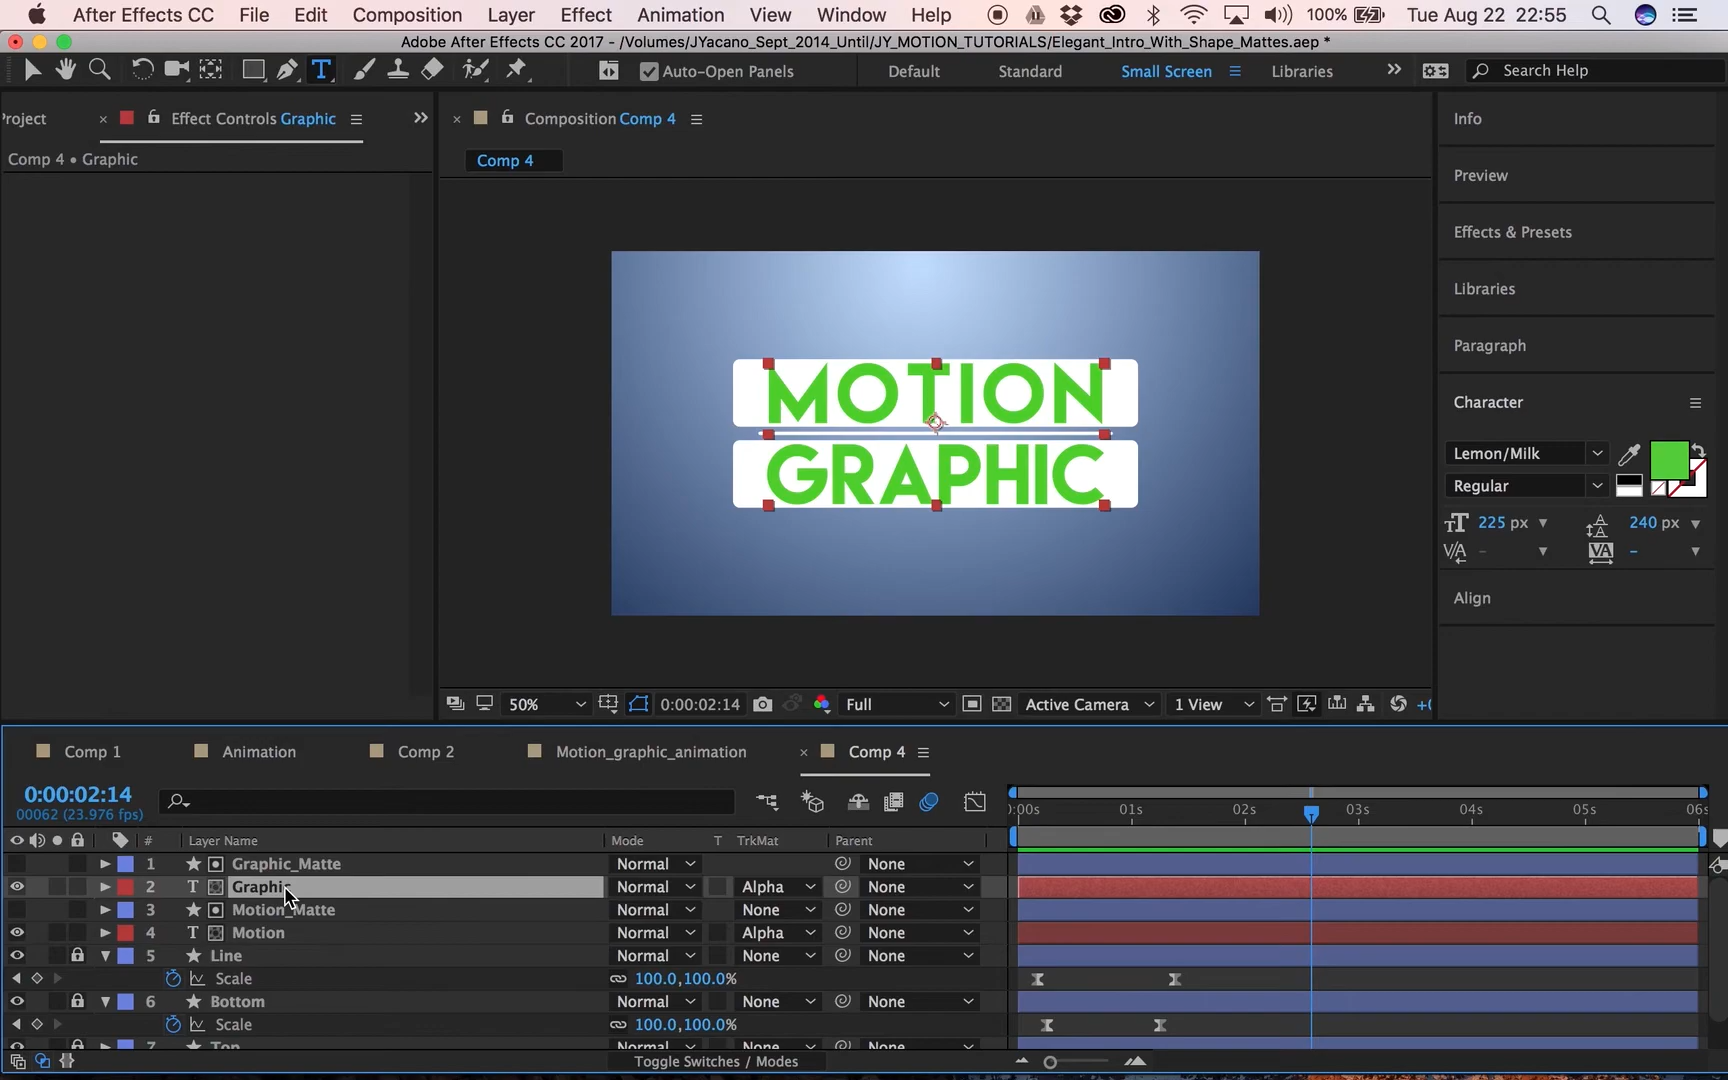 After Effects CC File Edit Composition Layer Effect Animation View Window Help 100% Tue Aug 22 22:55
Adobe After Effects CC 2017 - /Volumes/JYacano_Sept_2014_Until/JY_MOTION_TUTORIALS/Elegant_Intro_With_Shape_Mattes.aep *
Auto-Open Panels Default Standard Small Screen Libraries Search Help
Project Effect Controls Graphic Composition Comp 4 Info
Comp 4 • Graphic Comp 4
Preview
Effects & Presets
Libraries
Paragraph
Character
MOTION
GRAPHIC
Lemon/Milk
Regular
225 px 240 px
Align
50% 0:00:02:14 Full Active Camera 1 View
Comp 1 Animation Comp 2 Motion_graphic_animation Comp 4
0:00:02:14
00062 (23.976 fps)
:00s 01s 02s 03s 04s 05s 06s
# Layer Name Mode T TrkMat Parent
1 Graphic_Matte Normal None
2 Graphic Normal Alpha None
3 Motion_Matte Normal None None
4 Motion Normal Alpha None
5 Line Normal None None
Scale 100.0,100.0%
6 Bottom Normal None None
Scale 100.0,100.0%
7 Top Normal None None
Toggle Switches / Modes